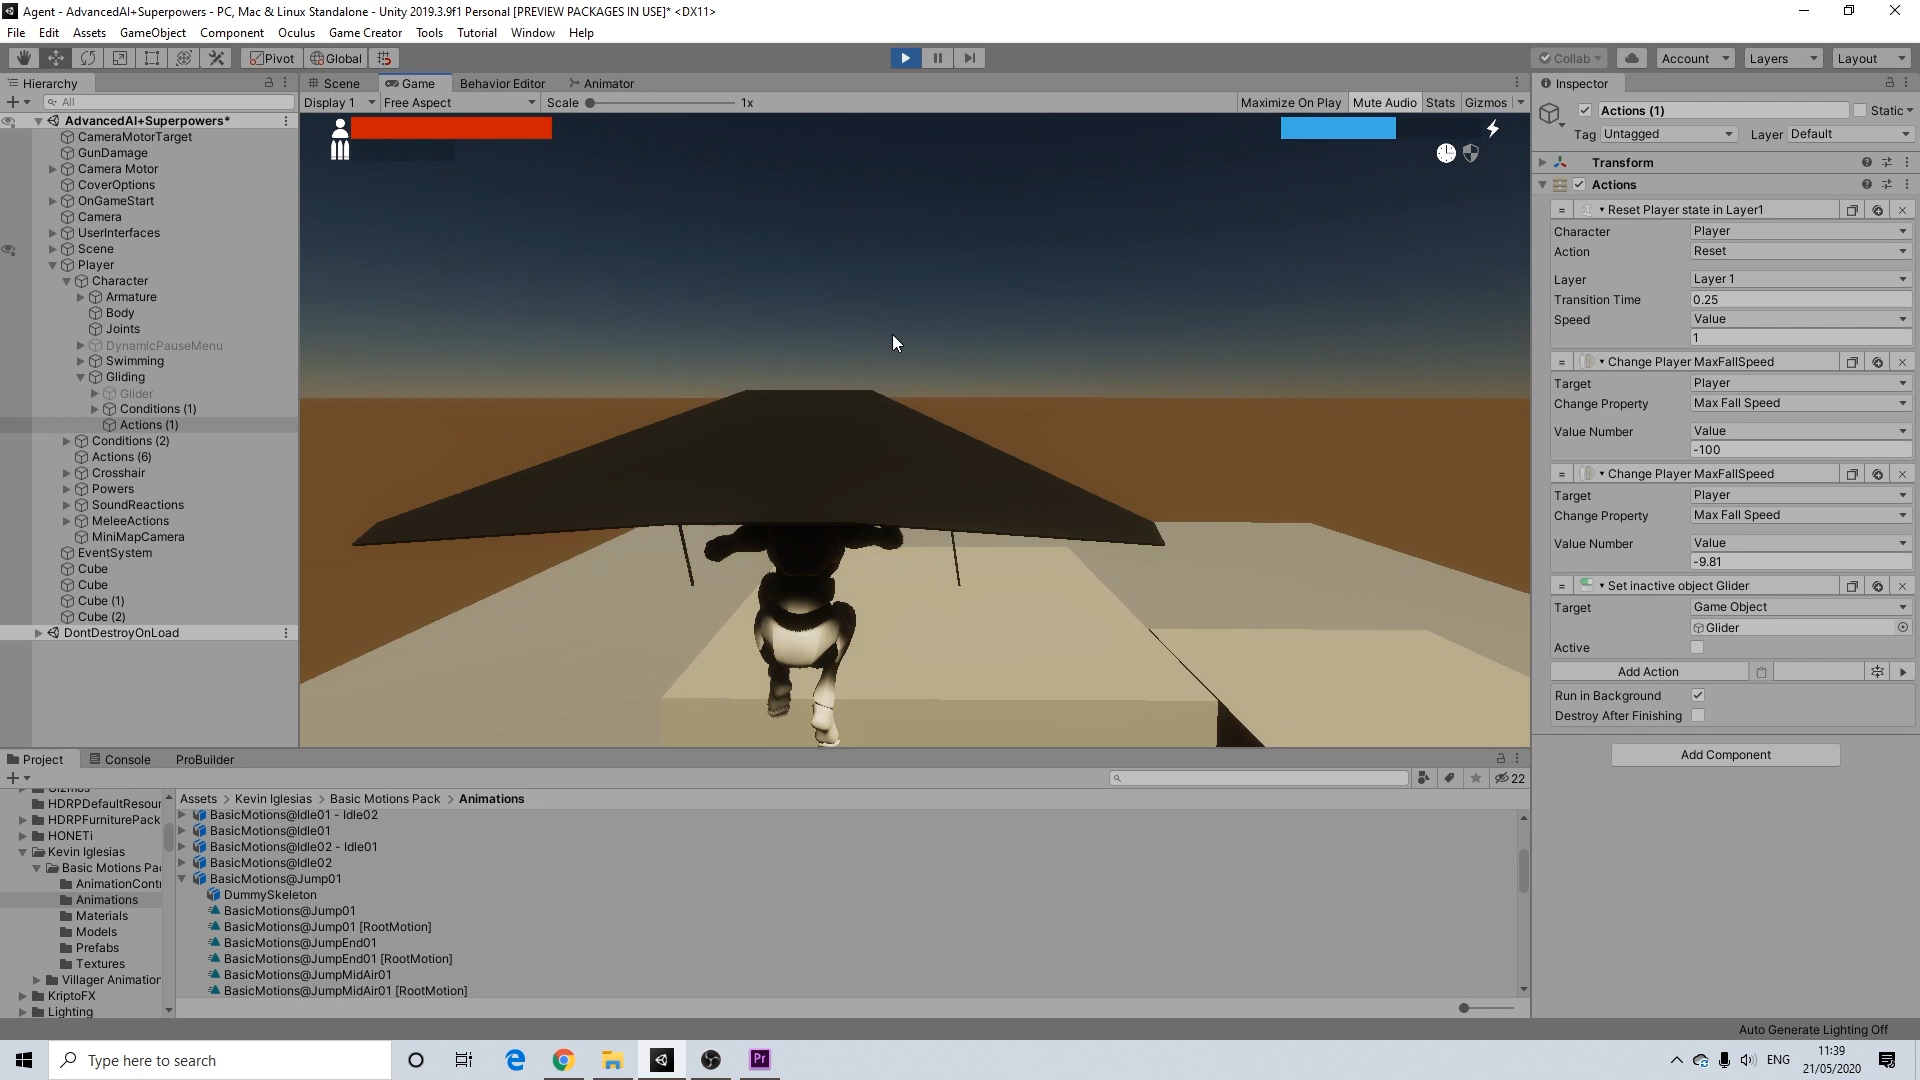 Agent - AdvancedAI+Superpowers - PC, Mac & Linux Standalone - Unity 2019.3.9f1 Personal [PREVIEW PACKAGES IN USE]* <DX11>
File Edit Assets GameObject Component Oculus Game Creator Tools Tutorial Window Help
Pivot Global Collab Account Layers Layout
Hierarchy Scene Game Behavior Editor Animator Inspector
All Display 1 Free Aspect Scale 1x Maximize On Play Mute Audio Stats Gizmos
AdvancedAI+Superpowers*
CameraMotorTarget
GunDamage
Camera Motor
CoverOptions
OnGameStart
Camera
UserInterfaces
Scene
Player
Character
Armature
Body
Joints
DynamicPauseMenu
Swimming
Gliding
Glider
Conditions (1)
Actions (1)
Conditions (2)
Actions (6)
Crosshair
Powers
SoundReactions
MeleeActions
MiniMapCamera
EventSystem
Cube
Cube
Cube (1)
Cube (2)
DontDestroyOnLoad
Actions (1) Static
Tag Untagged Layer Default
Transform
Actions
Reset Player state in Layer1
Character Player
Action Reset
Layer Layer 1
Transition Time 0.25
Speed Value
1
Change Player MaxFallSpeed
Target Player
Change Property Max Fall Speed
Value Number Value
-100
Change Player MaxFallSpeed
Target Player
Change Property Max Fall Speed
Value Number Value
-9.81
Set inactive object Glider
Target Game Object
Glider
Active
Add Action
Run in Background
Destroy After Finishing
Add Component
Project Console ProBuilder
22
Gizmos
HDRPDefaultResour
HDRPFurniturePack
HONETi
Kevin Iglesias
Basic Motions Pa
AnimationContr
Animations
Materials
Models
Prefabs
Textures
Villager Animation
KriptoFX
Lighting
Assets > Kevin Iglesias > Basic Motions Pack > Animations
BasicMotions@Idle01 - Idle02
BasicMotions@Idle01
BasicMotions@Idle02 - Idle01
BasicMotions@Idle02
BasicMotions@Jump01
DummySkeleton
BasicMotions@Jump01
BasicMotions@Jump01 [RootMotion]
BasicMotions@JumpEnd01
BasicMotions@JumpEnd01 [RootMotion]
BasicMotions@JumpMidAir01
BasicMotions@JumpMidAir01 [RootMotion]
Auto Generate Lighting Off
Type here to search
Pr
ENG
11:39
21/05/2020